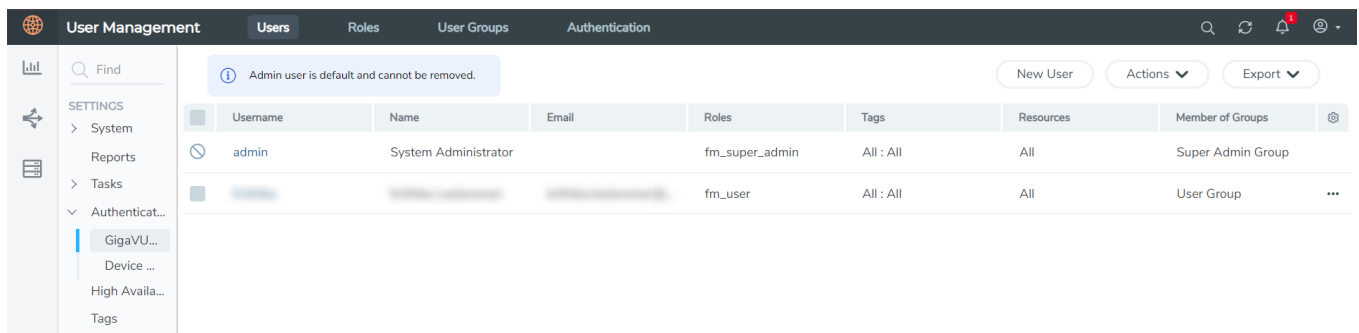 User Management Users Roles User Groups Authentication 1
Find Admin user is default and cannot be removed. New User Actions Export
SETTINGS
Username Name Email Roles Tags Resources Member of Groups
System
Reports
admin System Administrator fm_super_admin All : All All Super Admin Group
Tasks
fm_user All : All All User Group
Authenticat...
GigaVU...
Device ...
High Availa...
Tags